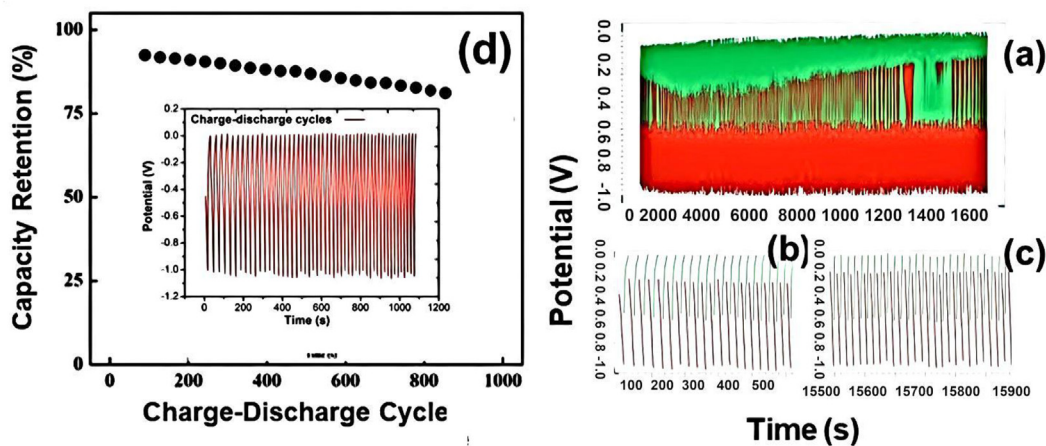 100
75
50
25
0
Capacity Retention (%)
(d)
0.2
0.0
-0.2
-0.4
-0.6
-0.8
-1.0
-1.2
Potential (V)
Charge-discharge cycles
0 200 400 600 800 1000 1200
Time (s)
0 200 400 600 800 1000
Charge-Discharge Cycle
Potential (V)
0.0
0.2
0.4
0.6
0.8
-1.0
(a)
0 2000 4000 6000 8000 1200 1400 1600
(b)
0.0
0.2
0.4
0.6
0.8
-1.0
100 200 300 400 500
(c)
0.0
0.2
0.4
0.6
0.8
-1.0
15500 15600 15700 15800 15900
Time (s)